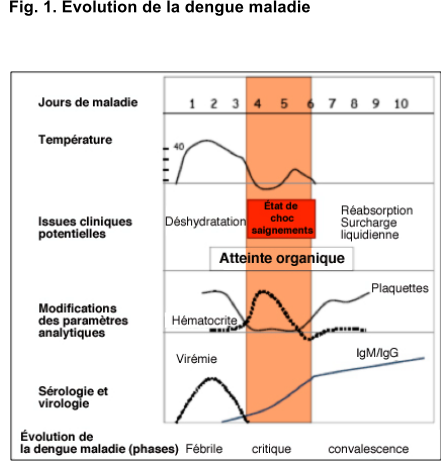 Fig. 1. Evolution de la dengue maladie
Jours de maladie 1 2 3 4 5 6 7 8 9 10
Température
40
Issues cliniques
potentielles
Déshydratation
État de
choc
saignements
Réabsorption
Surcharge
liquidienne
Atteinte organique
Modifications
des paramètres
analytiques
Plaquettes
Hématocrite
Virémie
IgM/IgG
Sérologie et
virologie
Évolution de
la dengue maladie (phases) Fébrile critique convalescence